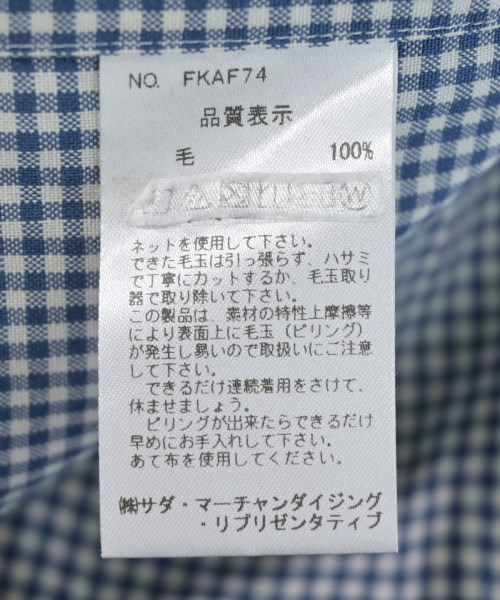 NO. FKAF74
品質表示
毛 100%
ネットを使用して下さい。
できた毛玉は引っ張らず、ハサミ
で丁寧にカットするか、毛玉取り
器で取り除いて下さい。
この製品は、素材の特性上摩擦等
により表面上に毛玉（ピリング）
が発生し易いので取扱いにご注意
して下さい。
できるだけ連続着用をさけて、
休ませましょう。
ピリングが出来たらできるだけ
早めにお手入れして下さい。
あて布を使用してください。
㈱サダ・マーチャンダイジング
・リプリゼンタティブ